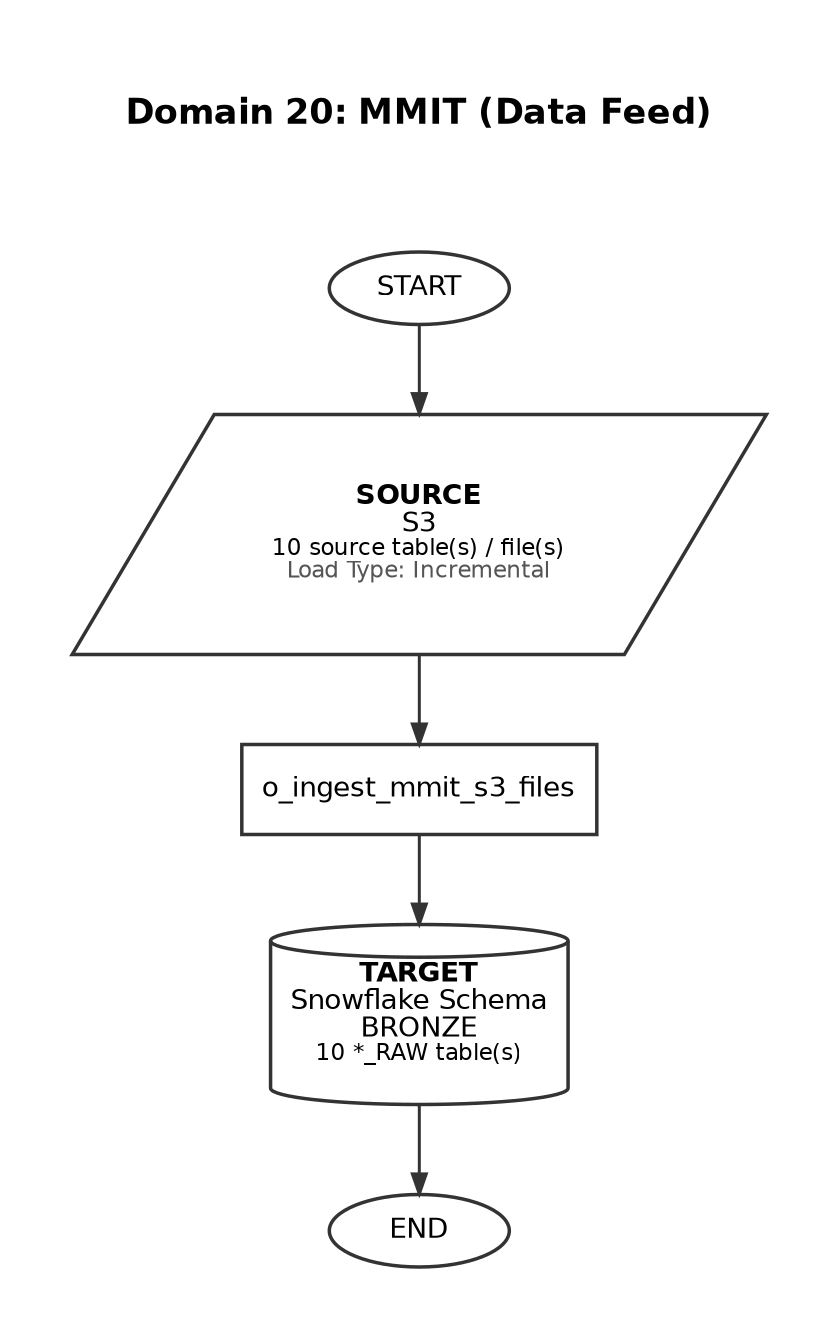 Domain 20: MMIT (Data Feed)
START
SOURCE
S3
10 source table(s) / file(s)
Load Type: Incremental
o_ingest_mmit_s3_files
TARGET
Snowflake Schema
BRONZE
10 *_RAW table(s)
END